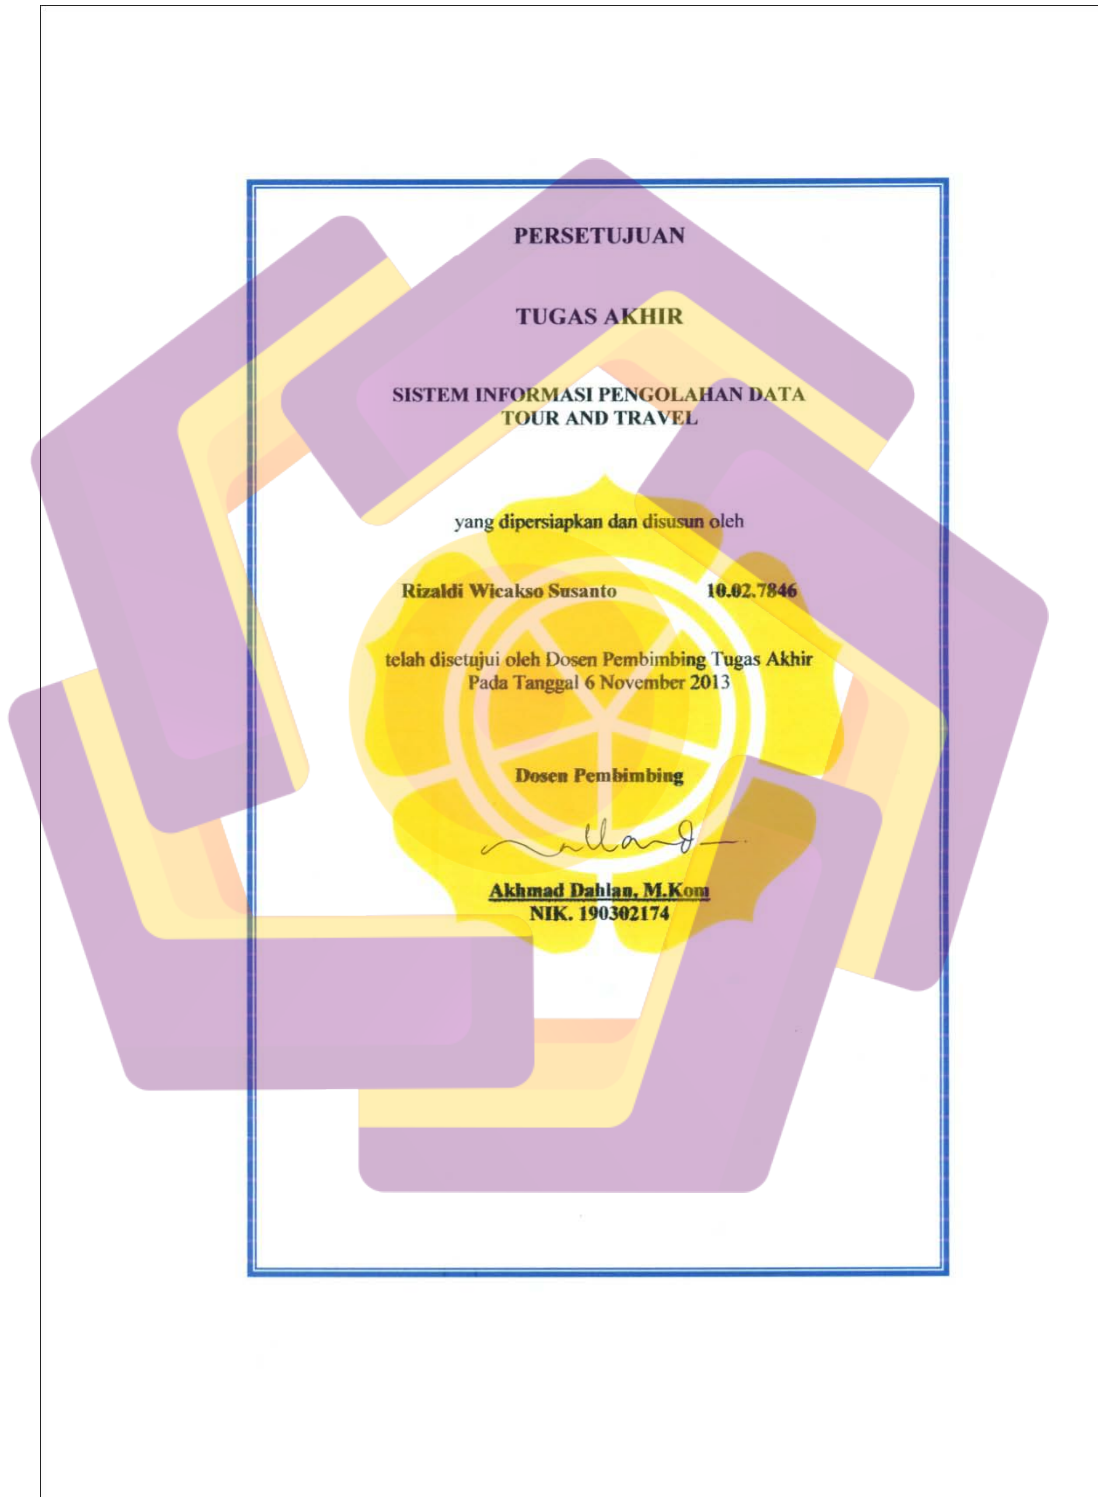 PERSETUJUAN
TUGAS AKHIR
SISTEM INFORMASI PENGOLAHAN DATA
TOUR AND TRAVEL
yang dipersiapkan dan disusun oleh
Rizaldi Wicakso Susanto 10.02.7846
telah disetujui oleh Dosen Pembimbing Tugas Akhir
Pada Tanggal 6 November 2013
Dosen Pembimbing
Akhmad Dahlan, M.Kom
NIK. 190302174